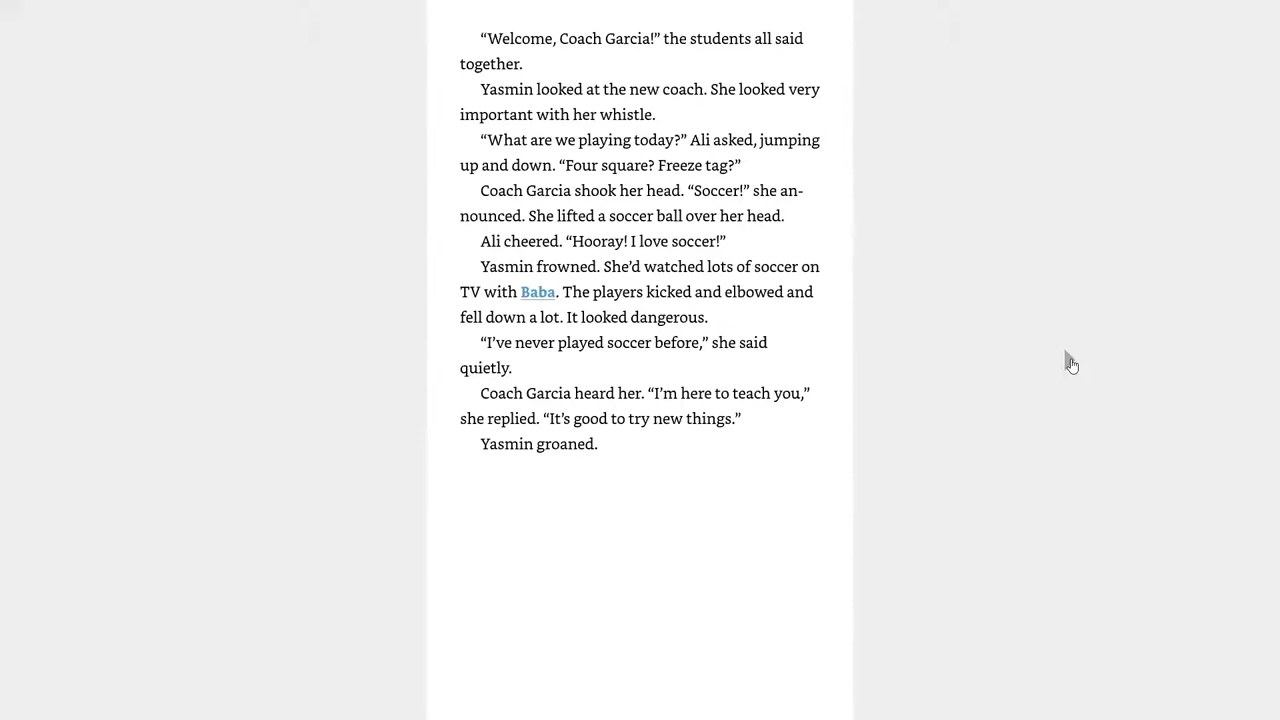 “Welcome, Coach Garcia!” the students all said
together.
Yasmin looked at the new coach. She looked very
important with her whistle.
“What are we playing today?” Ali asked, jumping
up and down. “Four square? Freeze tag?”
Coach Garcia shook her head. “Soccer!” she an-
nounced. She lifted a soccer ball over her head.
Ali cheered. “Hooray! I love soccer!”
Yasmin frowned. She’d watched lots of soccer on
TV with Baba. The players kicked and elbowed and
fell down a lot. It looked dangerous.
“I’ve never played soccer before,” she said
quietly.
Coach Garcia heard her. “I’m here to teach you,”
she replied. “It’s good to try new things.”
Yasmin groaned.